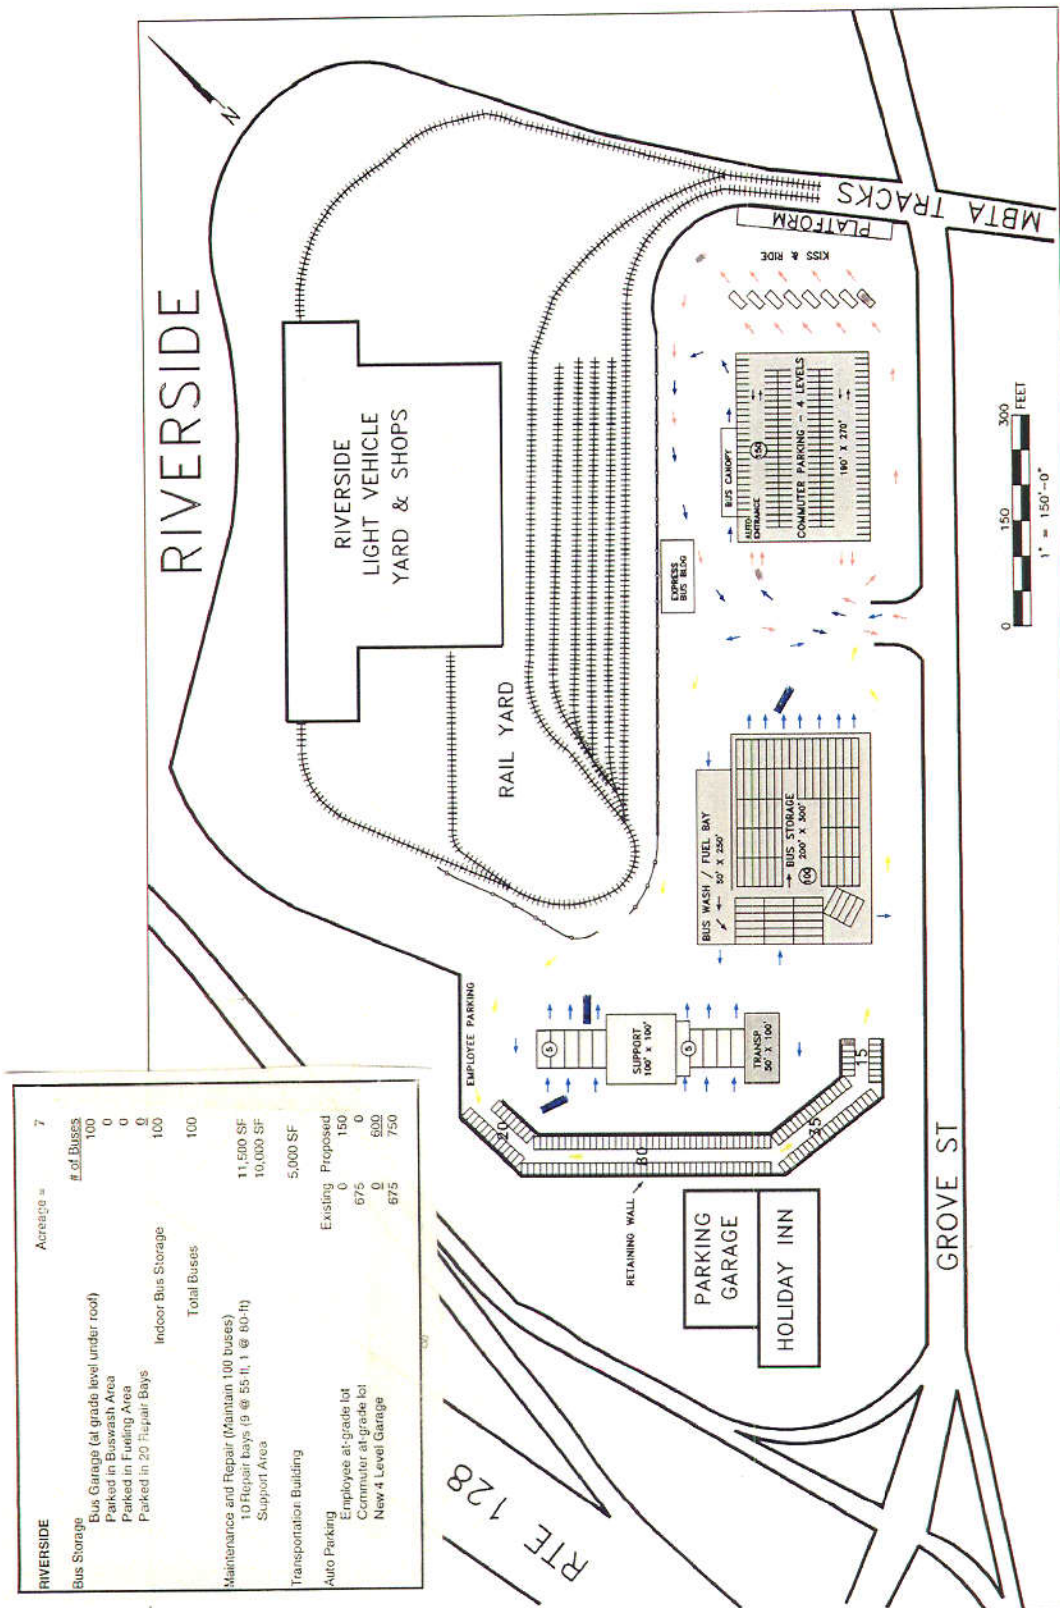 RIVERSIDE
Acreage = 7
Bus Storage
# of Buses
Bus Garage (at grade level under roof) 100
Parked in Buswash Area 0
Parked in Fueling Area 0
Parked in 20 Repair Bays 0
Indoor Bus Storage 100
Total Buses 100
Maintenance and Repair (Maintain 100 buses)
10 Repair bays (9 @ 55-ft, 1 @ 80-ft) 11,500 SF
Support Area 10,000 SF
Transportation Building 5,000 SF
Auto Parking Existing Proposed
Employee at-grade lot 0 150
Commuter at-grade lot 675 0
New 4 Level Garage 0 600
675 750
RIVERSIDE
N
RIVERSIDE
LIGHT VEHICLE
YARD & SHOPS
RAIL YARD
EMPLOYEE PARKING
20
80
35
15
RETAINING WALL
5
SUPPORT
100' X 100'
5
TRANSP
50' X 100'
BUS WASH / FUEL BAY
50' X 250'
BUS STORAGE
100
200' X 300'
EXPRESS
BUS BLDG
BUS CANOPY
AUTO
ENTRANCE
150
COMMUTER PARKING - 4 LEVELS
190' X 270'
KISS & RIDE
PLATFORM
MBTA TRACKS
PARKING
GARAGE
HOLIDAY INN
GROVE ST
RTE 128
0 150 300
FEET
1" = 150'-0"